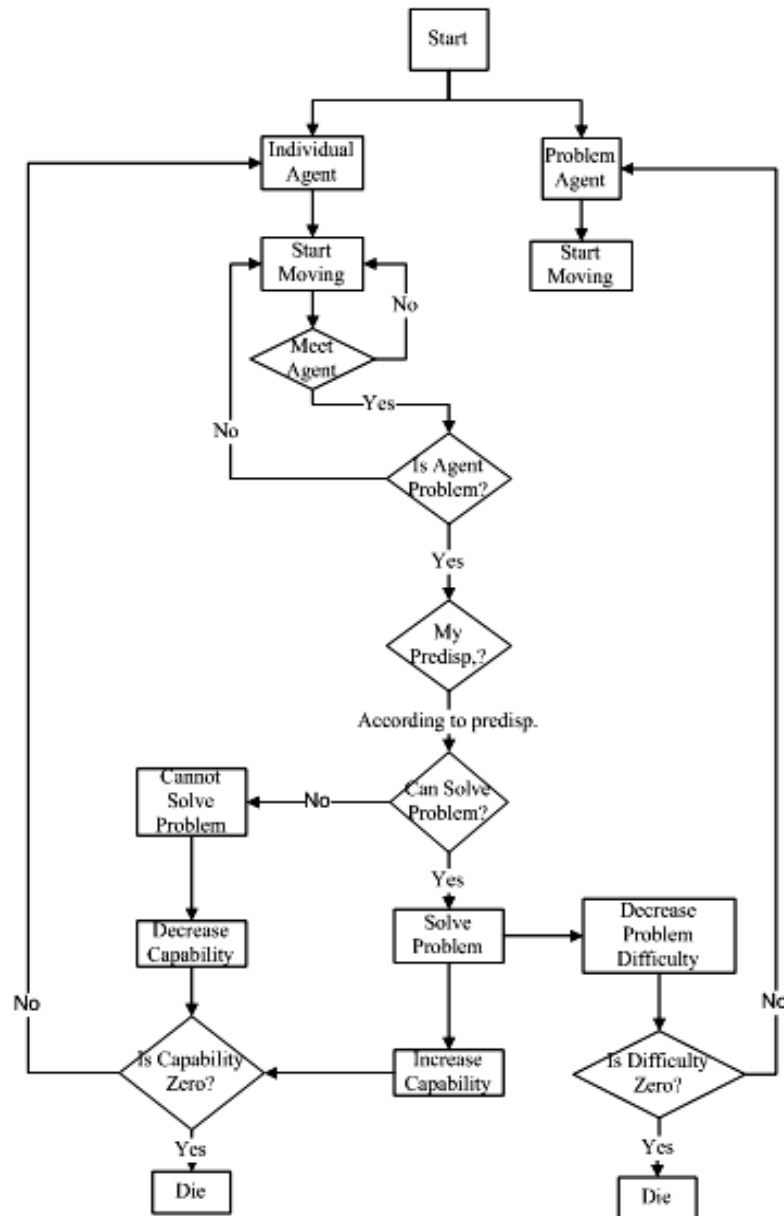 Start
Individual
Agent
Problem
Agent
Start
Moving
Start
Moving
No
Meet
Agent
Yes
No
Is Agent
Problem?
Yes
My
Predisp,?
According to predisp.
Cannot
Solve
Problem
No
Can Solve
Problem?
Yes
Decrease
Capability
Solve
Problem
Decrease
Problem
Difficulty
No
No
Is Capability
Zero?
Increase
Capability
Is Difficulty
Zero?
Yes
Yes
Die
Die